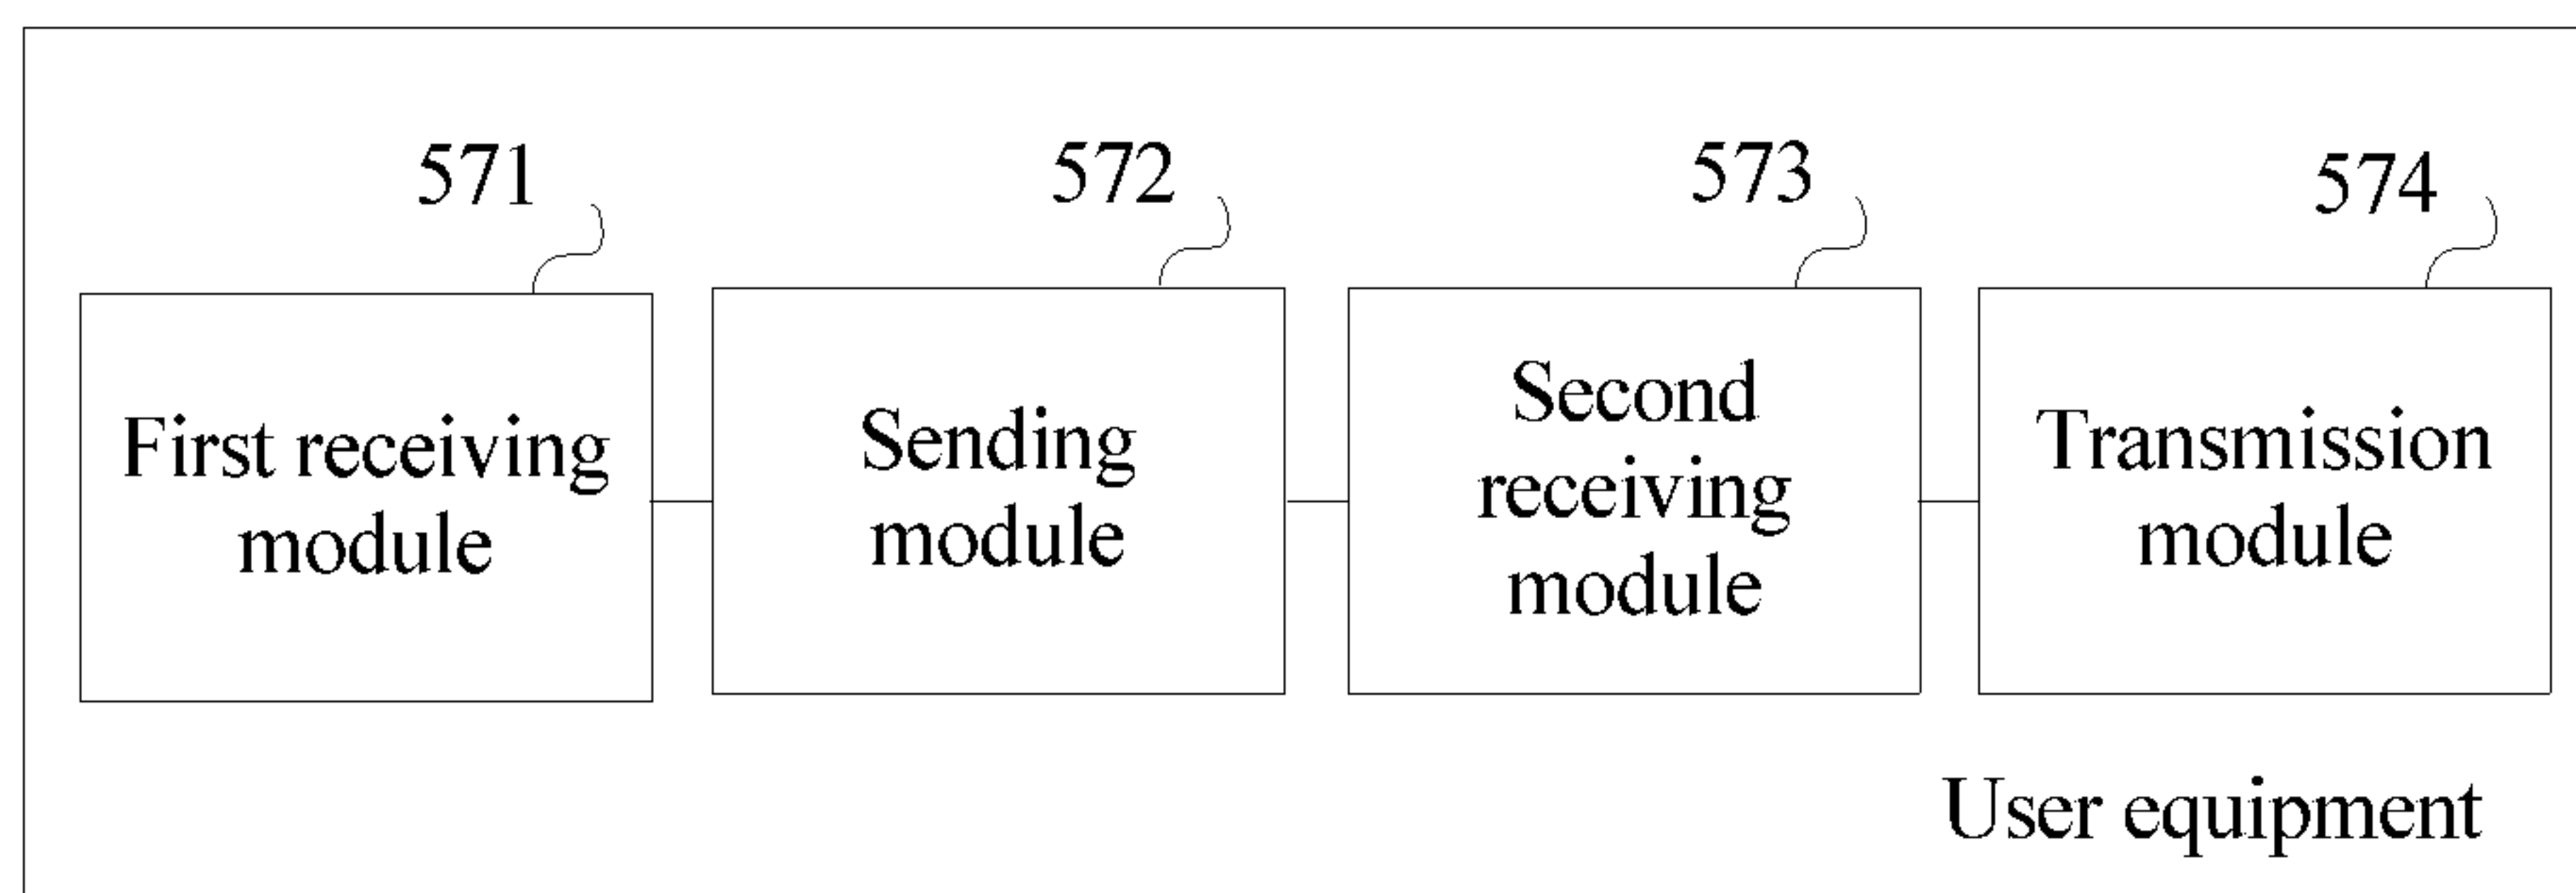 571
572
573
574
First receiving
module
Sending
module
Second
receiving
module
Transmission
module
User equipment